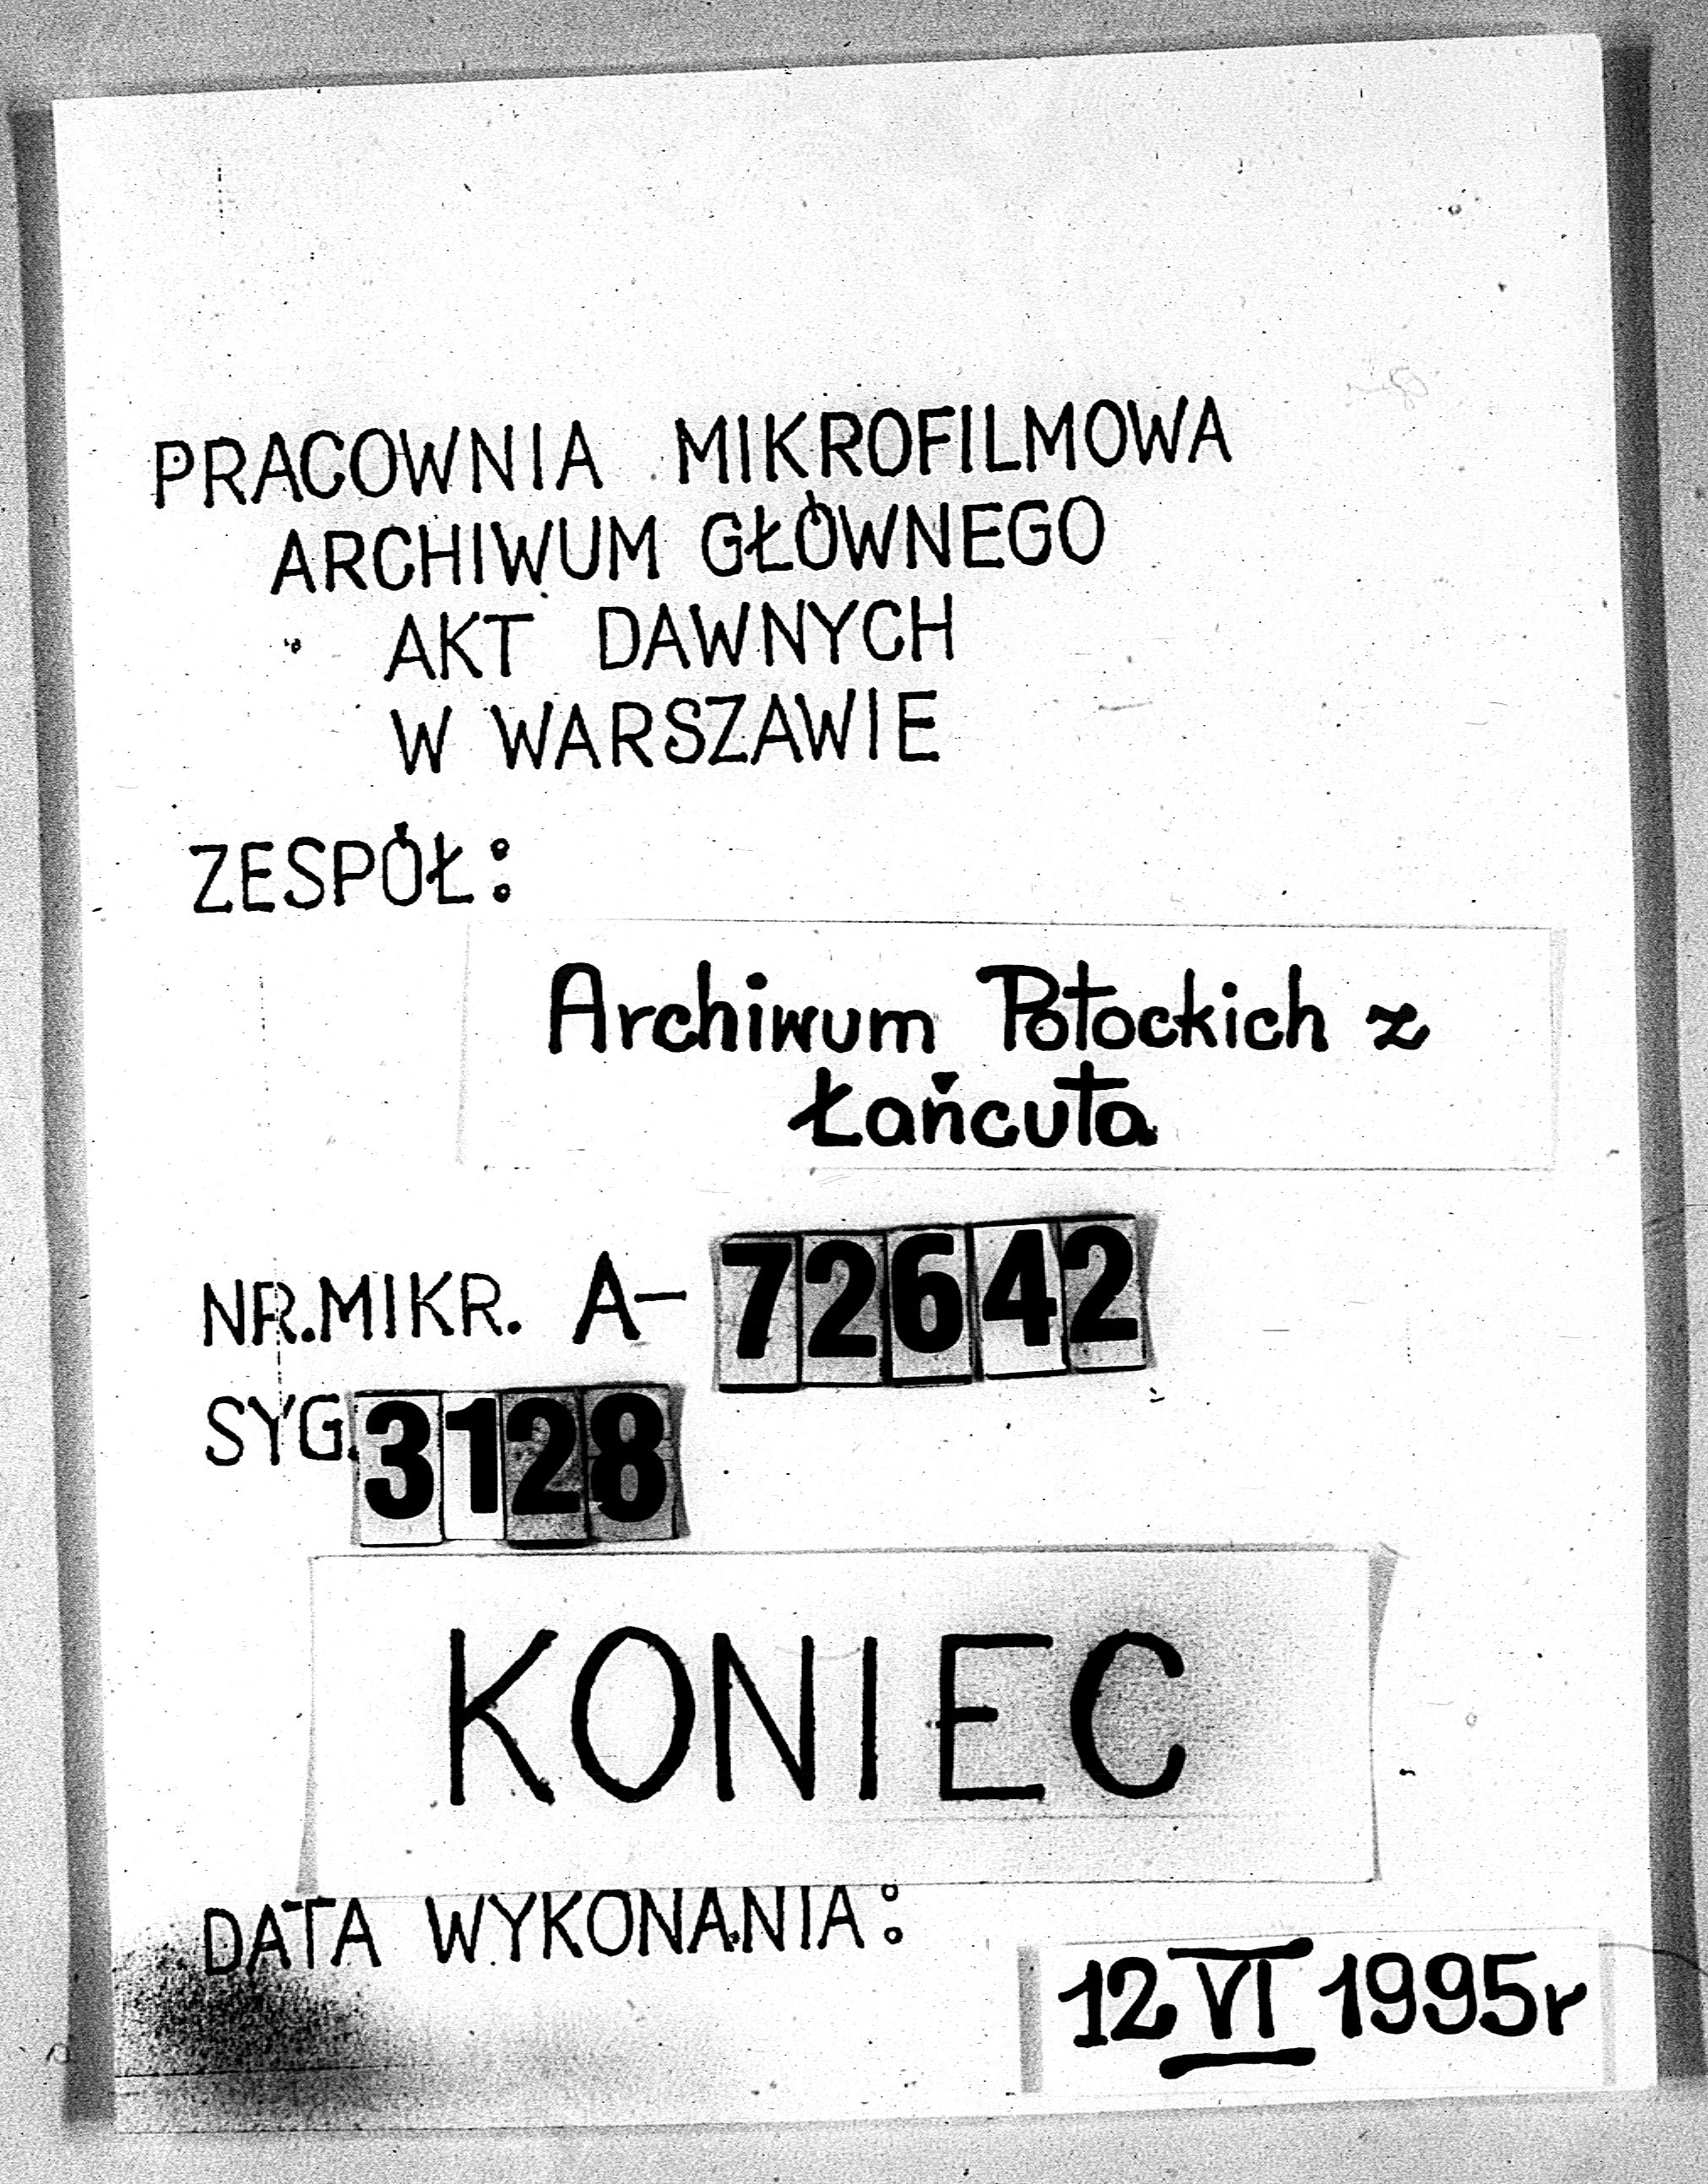 PRACOWNIA MIKROFILMOWA
ARCHIWUM GŁÓWNEGO
AKT DAWNYCH
W WARSZAWIE
ZESPÓŁ:
Archiwum Potockich z
Łańcuta
NR.MIKR. A-72642
SYG.3128
KONIEC
DATA WYKONANIA:
12 VI 1995r